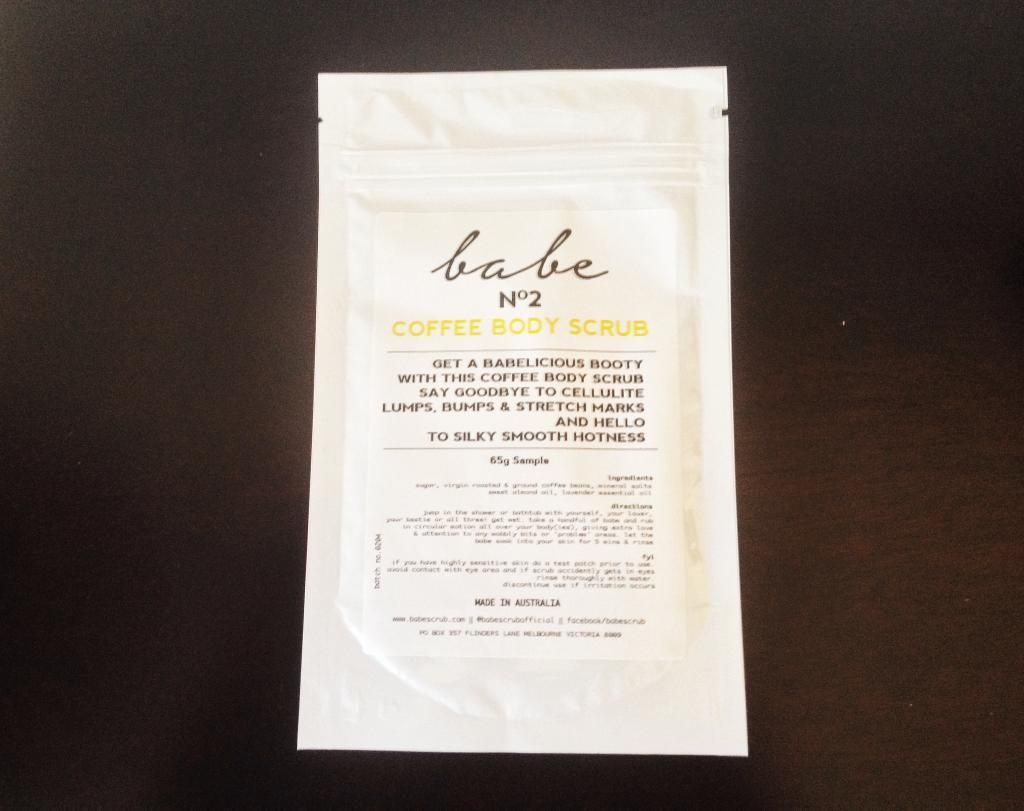 babe
Nº2
COFFEE BODY SCRUB
GET A BABELICIOUS BOOTY
WITH THIS COFFEE BODY SCRUB
SAY GOODBYE TO CELLULITE
LUMPS, BUMPS & STRETCH MARKS
AND HELLO
TO SILKY SMOOTH HOTNESS
65g Sample
ingredients
sugar, virgin roasted & ground coffee beans, mineral salts
sweet almond oil, lavender essential oil
directions
jump in the shower or bathtub with yourself, your lover,
your bestie or all three! get wet. take a handful of babe and rub
in circular motion all over your body(ies), giving extra love
& attention to any wobbly bits or 'problem' areas. let the
babe soak into your skin for 5 mins & rinse
fyi
if you have highly sensitive skin do a test patch prior to use.
avoid contact with eye area and if scrub accidently gets in eyes
rinse thoroughly with water.
discontinue use if irritation occurs
batch no.0204
MADE IN AUSTRALIA
www.babescrub.com || @babescrubofficial || facebook/babescrub
PO BOX 357 FLINDERS LANE MELBOURNE VICTORIA 8009